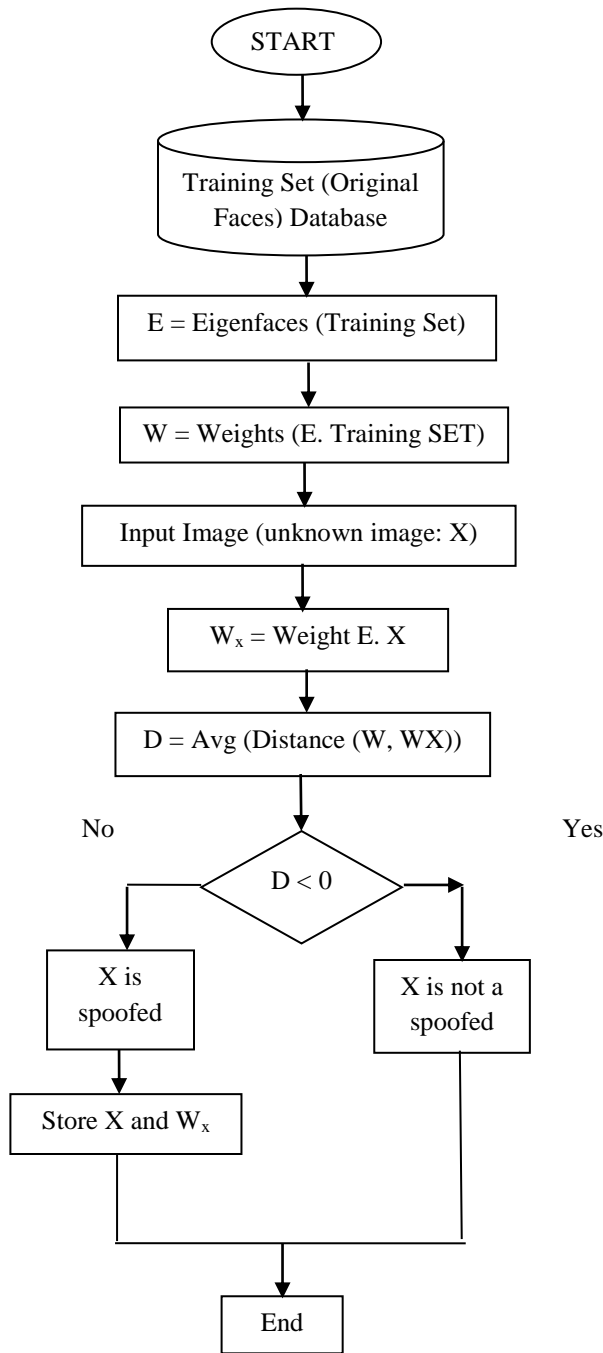 START
Training Set (Original
Faces) Database
E = Eigenfaces (Training Set)
W = Weights (E. Training SET)
Input Image (unknown image: X)
Wₓ = Weight E. X
D = Avg (Distance (W, WX))
No
Yes
D < 0
X is
spoofed
X is not a
spoofed
Store X and Wₓ
End